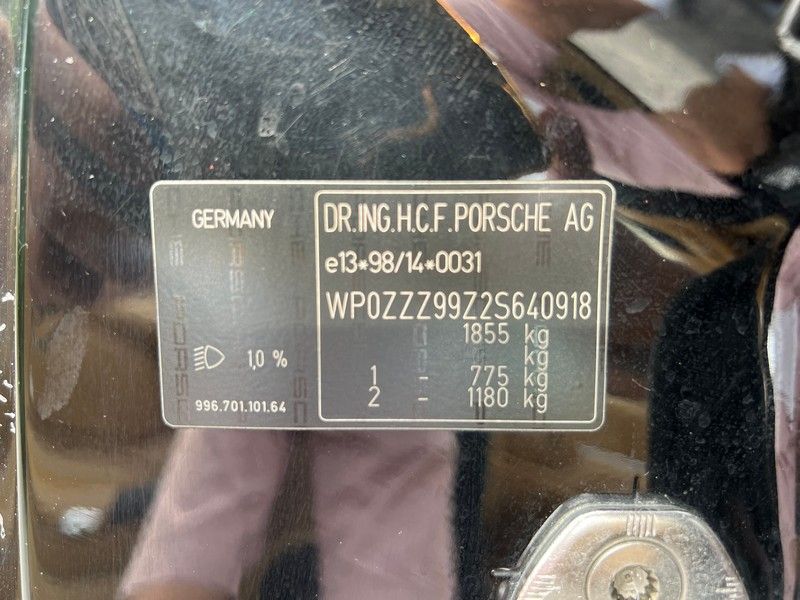 GERMANY
1,0 %
996.701.101.64
DR.ING.H.C.F.PORSCHE AG
e13*98/14*0031
WP0ZZZ99Z2S640918
1855 kg
kg
1 - 775 kg
2 - 1180 kg